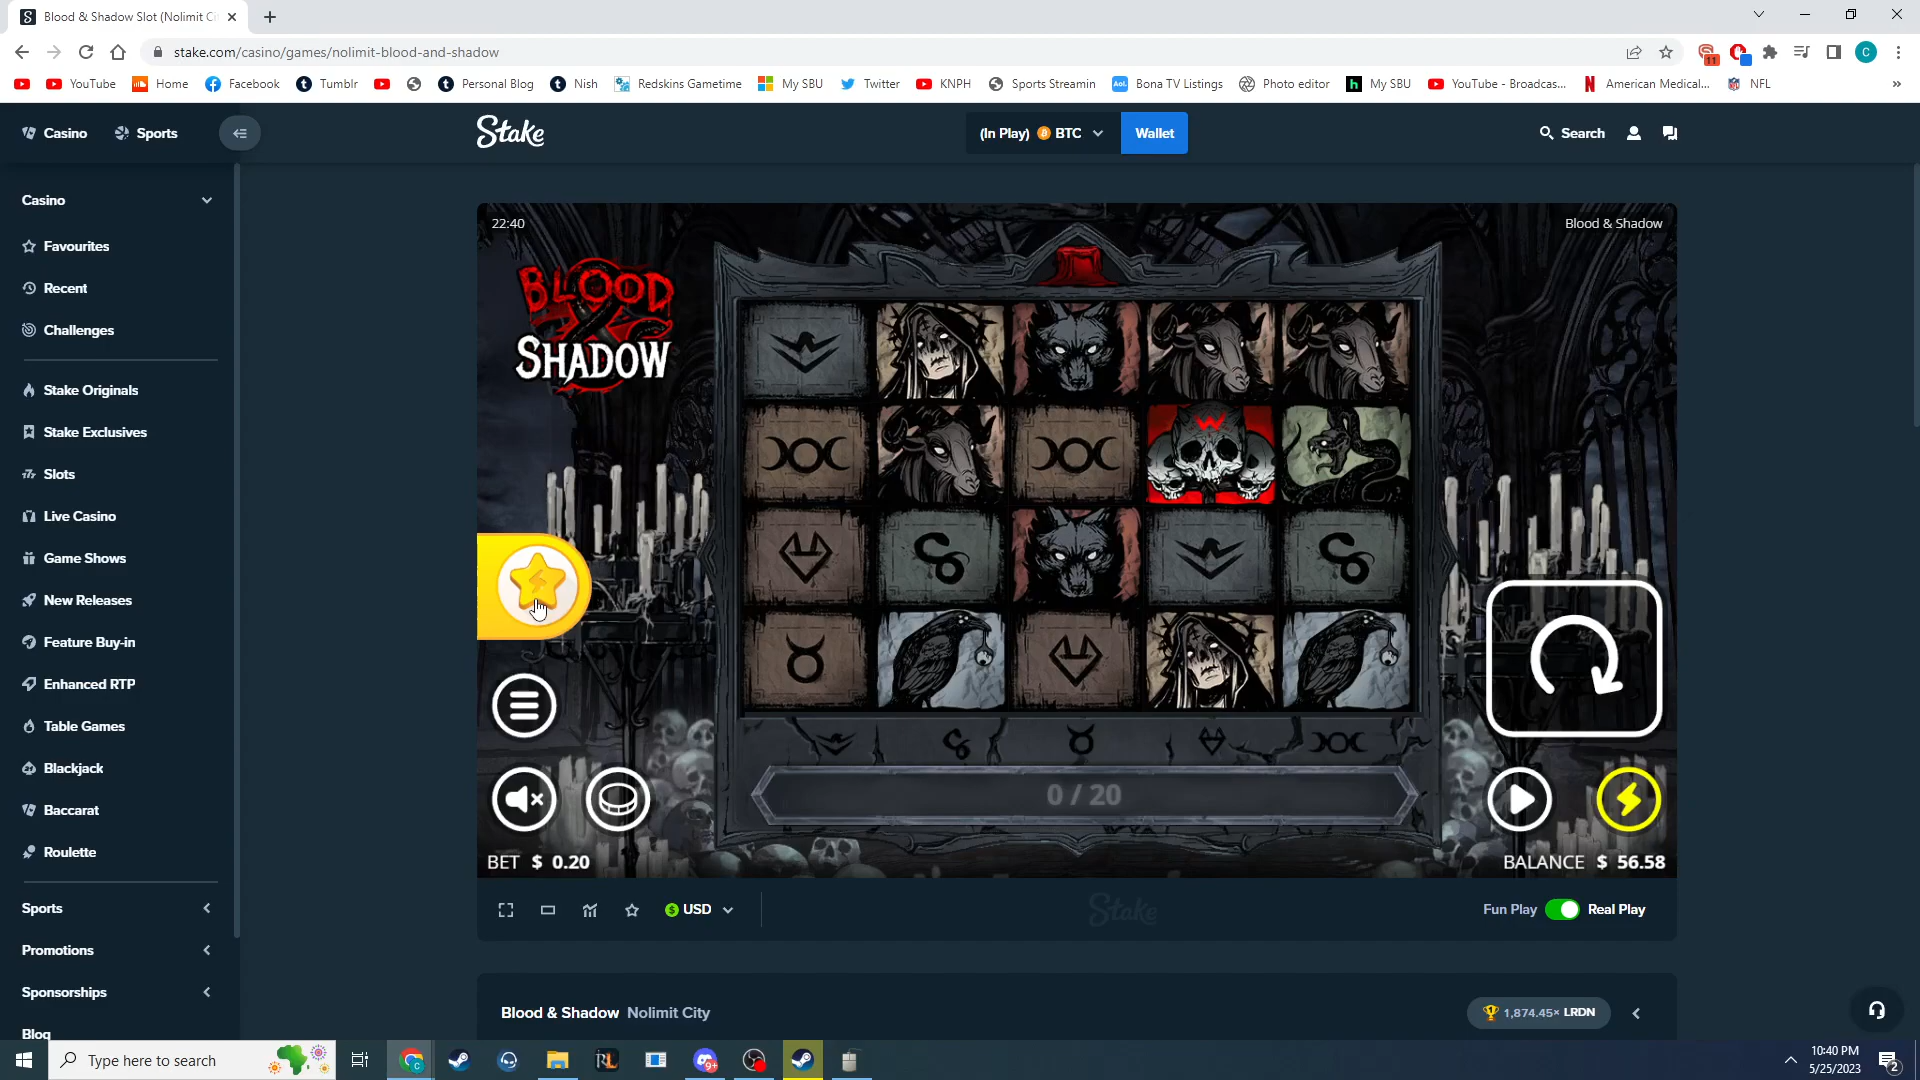 Blood & Shadow Slot (Nolimit Ci
stake.com/casino/games/nolimit-blood-and-shadow
11
C
YouTube
Home
Facebook
Tumblr
Personal Blog
Nish
Redskins Gametime
My SBU
Twitter
KNPH
Sports Streamin
Aol.
Bona TV Listings
Photo editor
h
My SBU
YouTube - Broadcas...
American Medical...
NFL
»
Casino
Sports
Stake
(In Play) BTC
Wallet
Search
Casino
Favourites
Recent
Challenges
Stake Originals
Stake Exclusives
Slots
Live Casino
Game Shows
New Releases
Feature Buy-in
Enhanced RTP
Table Games
Blackjack
Baccarat
Roulette
Sports
Promotions
Sponsorships
Blog
22:40
Blood & Shadow
BLOOD
&
SHADOW
W
0 / 20
BET $ 0.20
BALANCE $ 56.58
USD
Stake
Fun Play
Real Play
Blood & Shadow Nolimit City
1,874.45× LRDN
Type here to search
RL
9+
10:40 PM
5/25/2023
2